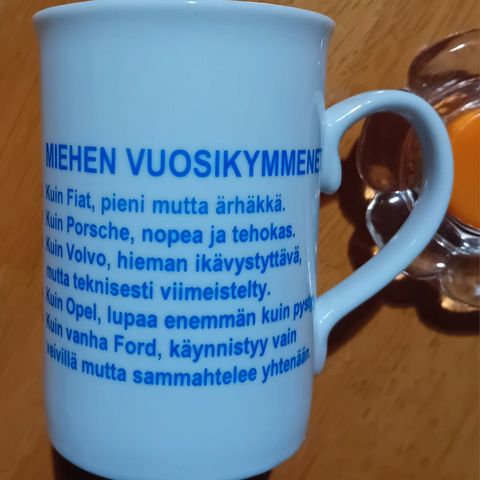 MIEHEN VUOSIKYMMENET
Kuin Fiat, pieni mutta ärhäkkä.
Kuin Porsche, nopea ja tehokas.
Kuin Volvo, hieman ikävystyttävä,
mutta teknisesti viimeistelty.
Kuin Opel, lupaa enemmän kuin
Kuin vanha Ford, käynnistyy vain
veivillä mutta sammahtelee yhtenään.